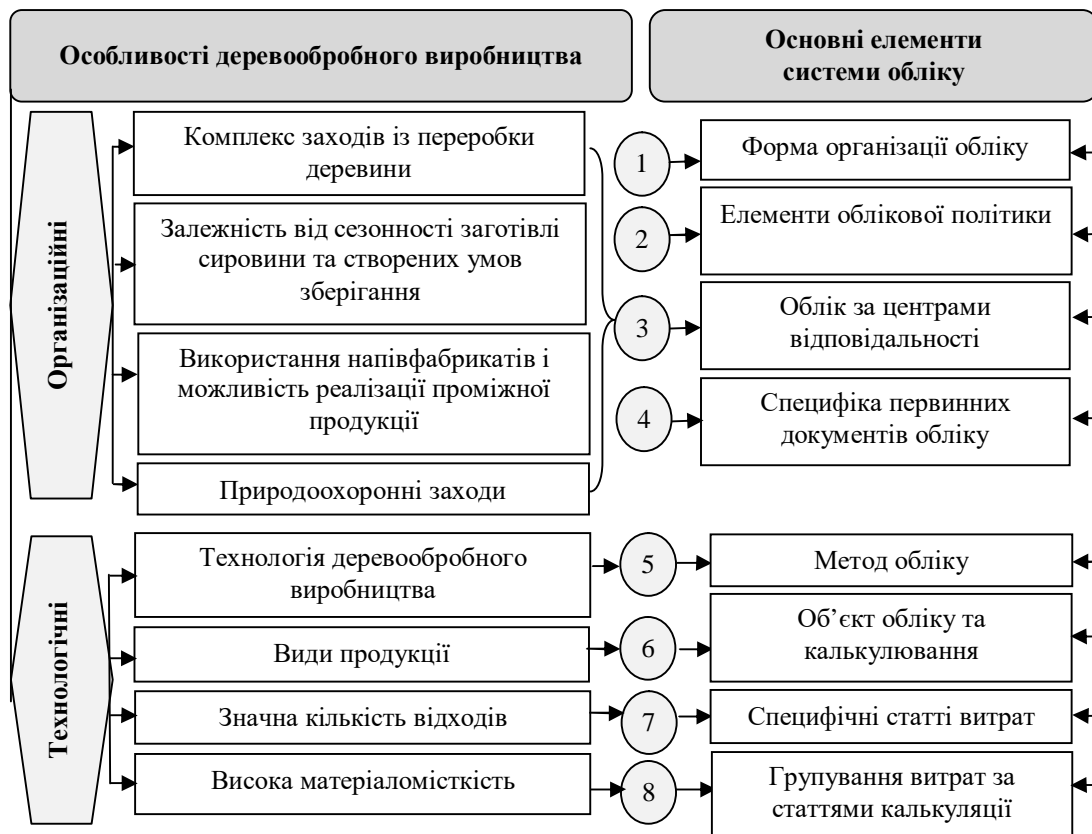 Особливості деревообробного виробництва
Основні елементи
системи обліку
Організаційні
Комплекс заходів із переробки
деревини
1
Форма організації обліку
Залежність від сезонності заготівлі
сировини та створених умов
зберігання
2
Елементи облікової політики
Використання напівфабрикатів і
можливість реалізації проміжної
продукції
3
Облік за центрами
відповідальності
Природоохоронні заходи
4
Специфіка первинних
документів обліку
Технологічні
Технологія деревообробного
виробництва
5
Метод обліку
Види продукції
6
Об’єкт обліку та
калькулювання
Значна кількість відходів
7
Специфічні статті витрат
Висока матеріаломісткість
8
Групування витрат за
статтями калькуляції